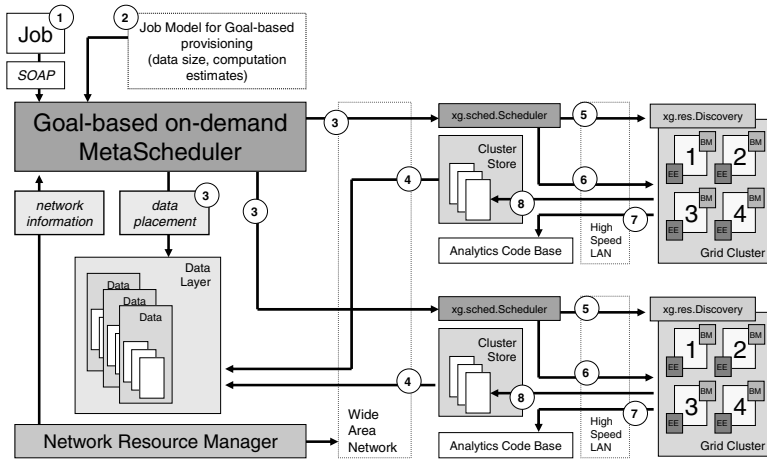 1
Job
SOAP
2
Job Model for Goal-based
provisioning
(data size, computation
estimates)
Goal-based on-demand
MetaScheduler
3
network
information
data
placement
3
3
Data
Layer
Data
Data
Data
Network Resource Manager
Wide
Area
Network
xg.sched.Scheduler
5
xg.res.Discovery
Cluster
Store
4
6
8
7
Analytics Code Base
High
Speed
LAN
1
BM
EE
2
BM
EE
3
BM
EE
4
BM
EE
Grid Cluster
xg.sched.Scheduler
5
xg.res.Discovery
Cluster
Store
4
6
8
7
Analytics Code Base
High
Speed
LAN
1
BM
EE
2
BM
EE
3
BM
EE
4
BM
EE
Grid Cluster